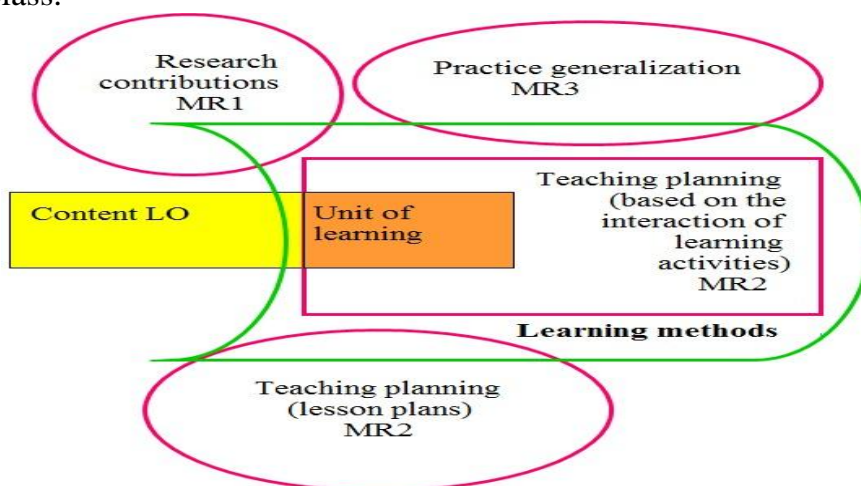 Research
contributions
MR1
Practice generalization
MR3
Content LO
Unit of
learning
Teaching planning
(based on the
interaction of
learning
activities)
MR2
Learning methods
Teaching planning
(lesson plans)
MR2